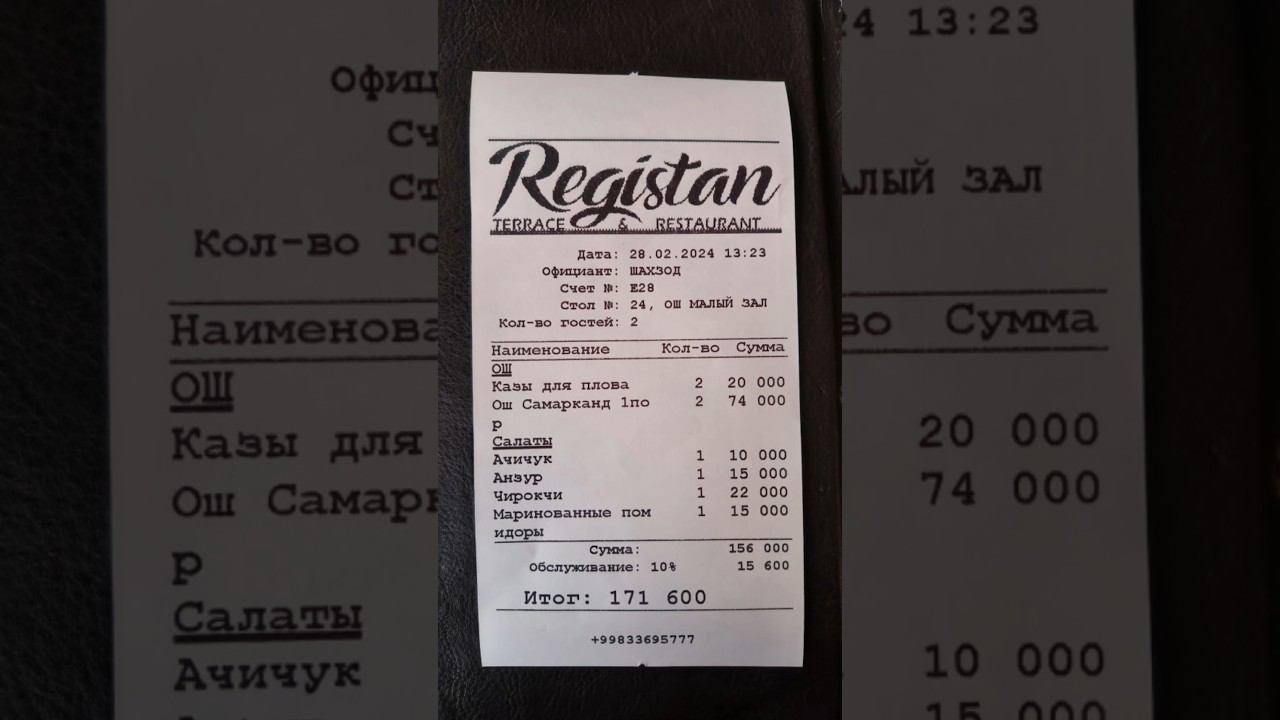 Registan
TERRACE & RESTAURANT
Дата: 28.02.2024 13:23
Официант: ШАХЗОД
Счет №: E28
Стол №: 24, ОШ МАЛЫЙ ЗАЛ
Кол-во гостей: 2
Наименование Кол-во Сумма
ОШ
Казы для плова 2 20 000
Ош Самарканд 1по 2 74 000
р
Салаты
Ачичук 1 10 000
Анзур 1 15 000
Чирокчи 1 22 000
Маринованные пом 1 15 000
идоры
Сумма: 156 000
Обслуживание: 10% 15 600
Итог: 171 600
+99833695777